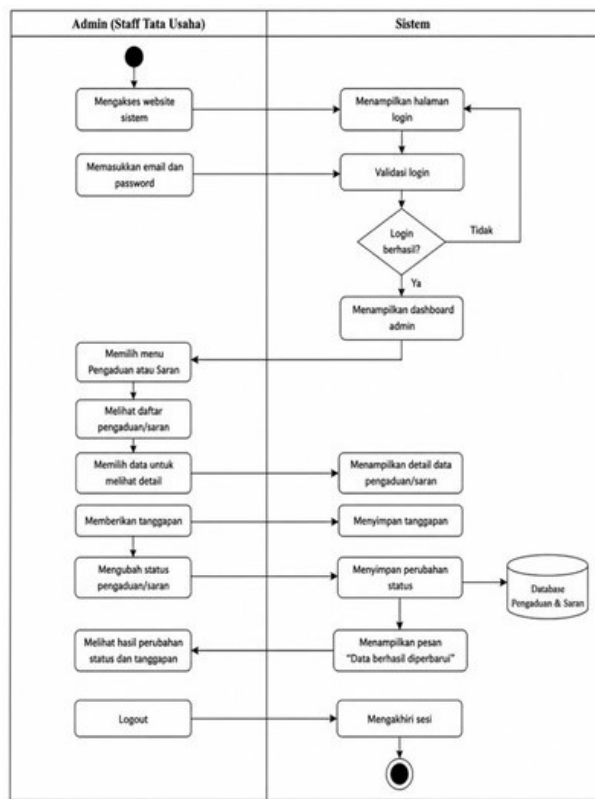 Admin (Staff Tata Usaha)
Sistem
Mengakses website
sistem
Menampilkan halaman
login
Memasukkan email dan
password
Validasi login
Login
berhasil?
Tidak
Ya
Menampilkan dashboard
admin
Memilih menu
Pengaduan atau Saran
Melihat daftar
pengaduan/saran
Memilih data untuk
melihat detail
Menampilkan detail data
pengaduan/saran
Memberikan tanggapan
Menyimpan tanggapan
Mengubah status
pengaduan/saran
Menyimpan perubahan
status
Database
Pengaduan & Saran
Melihat hasil perubahan
status dan tanggapan
Menampilkan pesan
"Data berhasil diperbarui"
Logout
Mengakhiri sesi